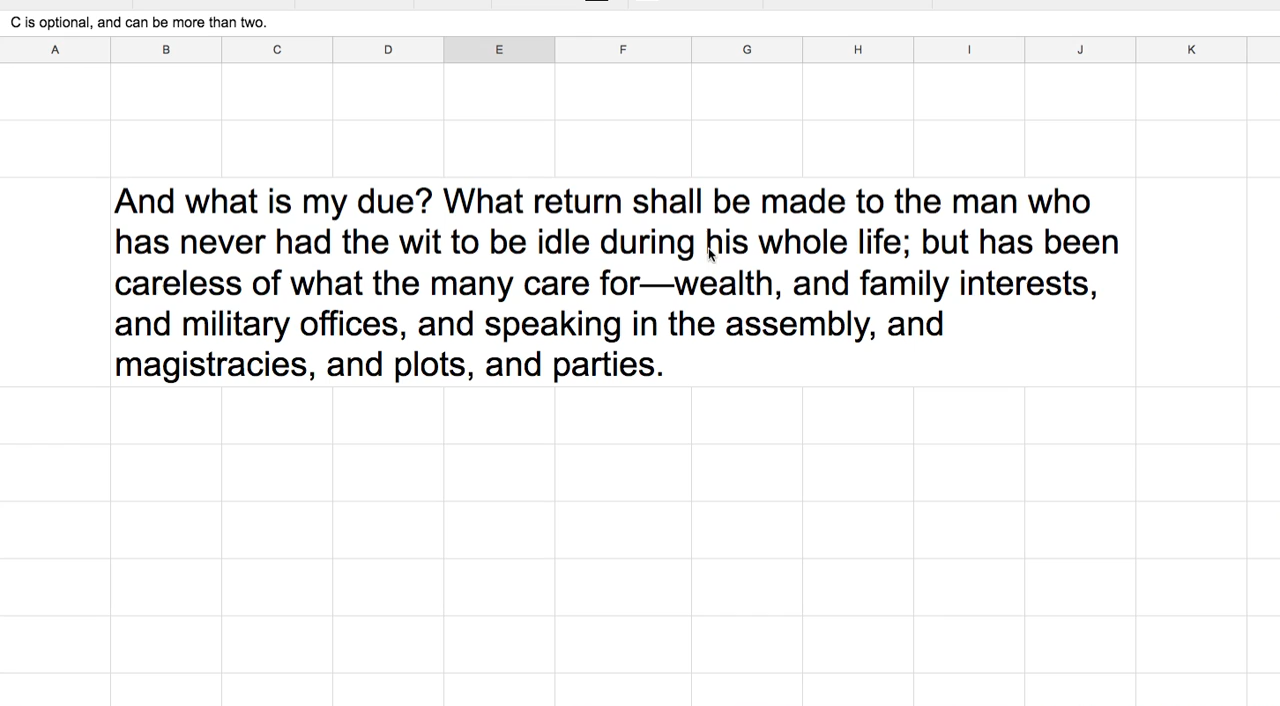 C is optional, and can be more than two.
A B C D E F G H I J K
And what is my due? What return shall be made to the man who
has never had the wit to be idle during his whole life; but has been
careless of what the many care for—wealth, and family interests,
and military offices, and speaking in the assembly, and
magistracies, and plots, and parties.